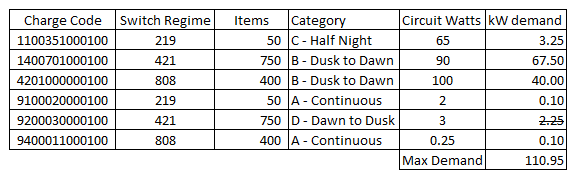 Charge Code Switch Regime Items Category Circuit Watts kW demand
1100351000100 219 50 C - Half Night 65 3.25
1400701000100 421 750 B - Dusk to Dawn 90 67.50
4201000000100 808 400 B - Dusk to Dawn 100 40.00
9100020000100 219 50 A - Continuous 2 0.10
9200030000100 421 750 D - Dawn to Dusk 3 2.25
9400011000100 808 400 A - Continuous 0.25 0.10
Max Demand 110.95